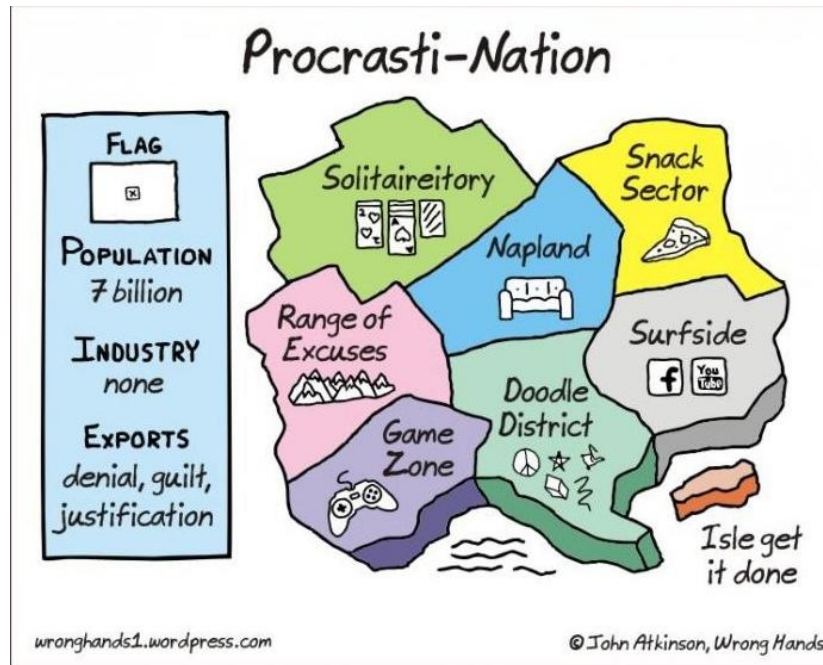 Procrasti-Nation
FLAG
x
POPULATION
7 billion
INDUSTRY
none
EXPORTS
denial, guilt,
justification
Solitaireitory
2
A
Snack
Sector
Napland
Range of
Excuses
Surfside
f
You
Tube
Doodle
District
Game
Zone
Isle get
it done
wronghands1.wordpress.com
© John Atkinson, Wrong Hands